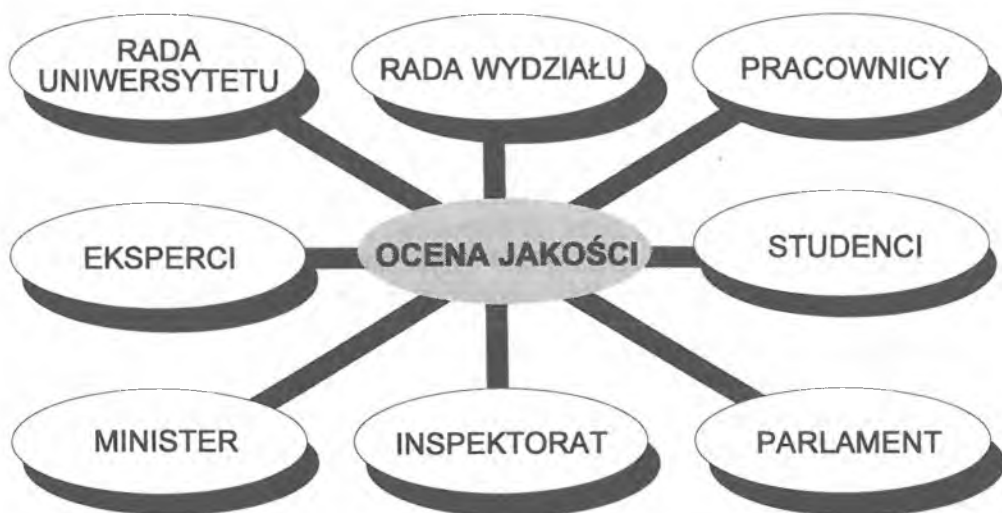 RADA
UNIWERSYTETU
RADA WYDZIAŁU
PRACOWNICY
EKSPERCI
OCENA JAKOŚCI
STUDENCI
MINISTER
INSPEKTORAT
PARLAMENT